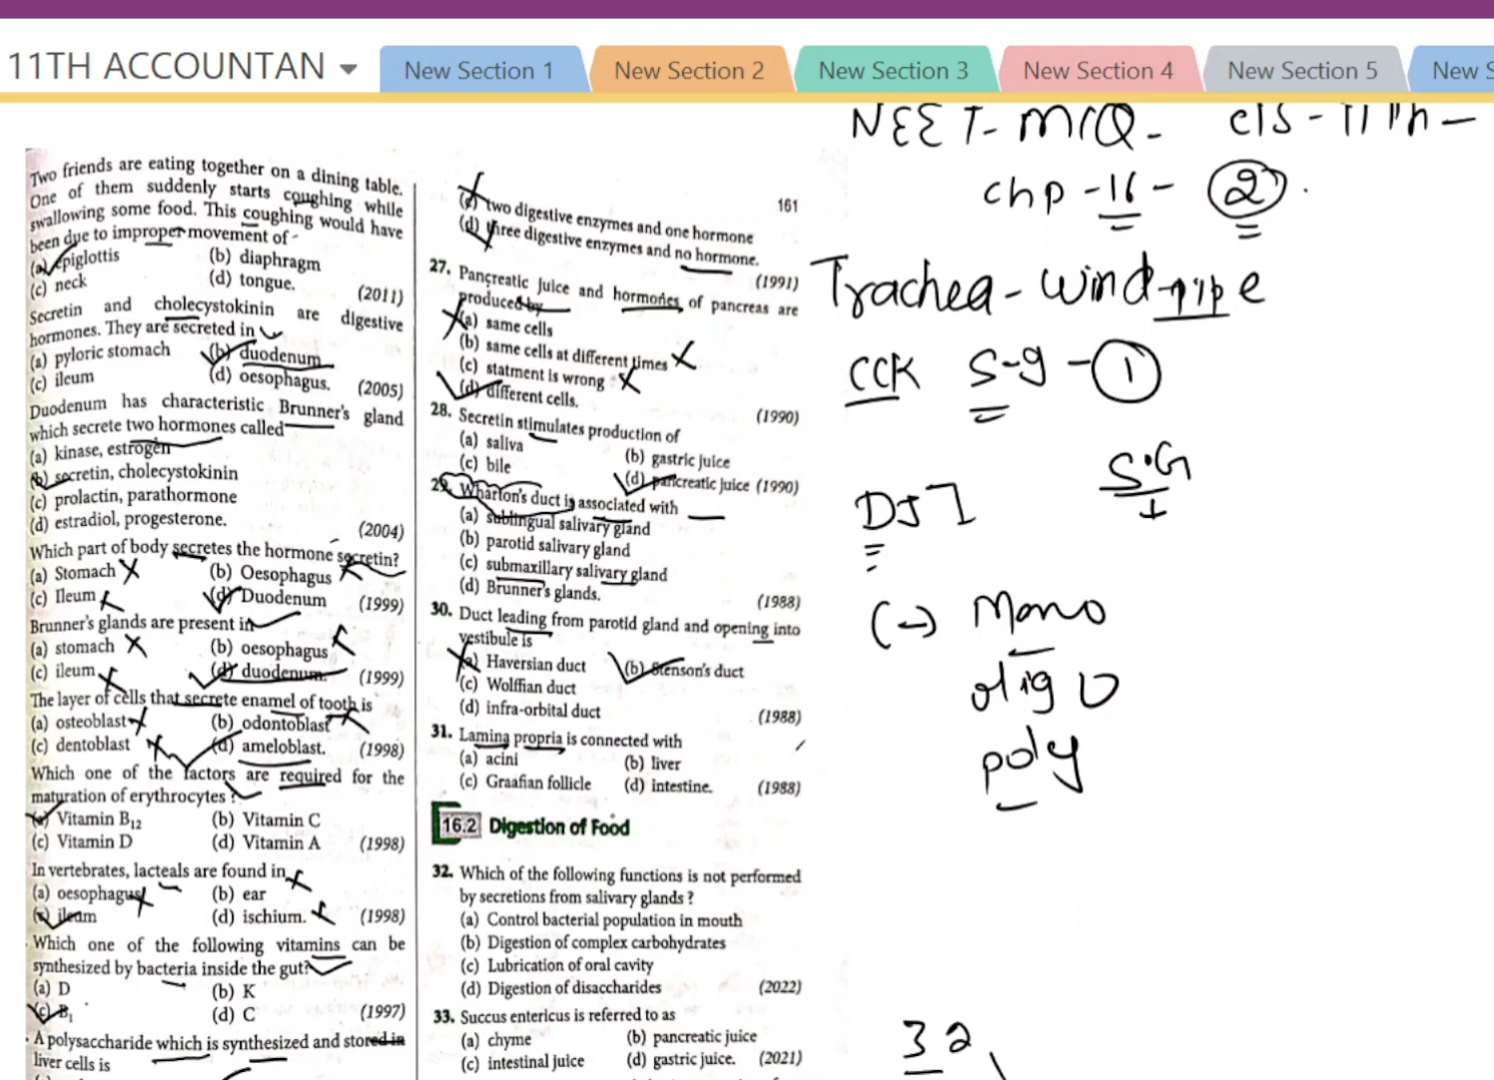 11TH ACCOUNTAN
New Section 1
New Section 2
New Section 3
New Section 4
New Section 5
New S
NEET- MCQ- cls - 11th -
chp - 16 - 2
Two friends are eating together on a dining table.
One of them suddenly starts coughing while
swallowing some food. This coughing would have
been due to improper movement of -
(a) epiglottis (b) diaphragm
(c) neck (d) tongue. (2011)
Secretin and cholecystokinin are digestive
hormones. They are secreted in
(a) pyloric stomach (b) duodenum
(c) ileum (d) oesophagus. (2005)
Duodenum has characteristic Brunner's gland
which secrete two hormones called
(a) kinase, estrogen
(b) secretin, cholecystokinin
(c) prolactin, parathormone
(d) estradiol, progesterone. (2004)
Which part of body secretes the hormone secretin?
(a) Stomach (b) Oesophagus
(c) Ileum (d) Duodenum (1999)
Brunner's glands are present in
(a) stomach (b) oesophagus
(c) ileum (d) duodenum. (1999)
The layer of cells that secrete enamel of tooth is
(a) osteoblast (b) odontoblast
(c) dentoblast (d) ameloblast. (1998)
Which one of the factors are required for the
maturation of erythrocytes ?
(a) Vitamin B12 (b) Vitamin C
(c) Vitamin D (d) Vitamin A (1998)
In vertebrates, lacteals are found in
(a) oesophagus (b) ear
(c) ileum (d) ischium. (1998)
Which one of the following vitamins can be
synthesized by bacteria inside the gut?
(a) D (b) K
(c) B1 (d) C (1997)
A polysaccharide which is synthesized and stored in
liver cells is
161
(c) two digestive enzymes and one hormone
(d) three digestive enzymes and no hormone.
(1991)
27. Pancreatic juice and hormones of pancreas are
produced by
(a) same cells
(b) same cells at different times
(c) statment is wrong
(d) different cells. (1990)
28. Secretin stimulates production of
(a) saliva (b) gastric juice
(c) bile (d) pancreatic juice (1990)
29. Wharton's duct is associated with
(a) sublingual salivary gland
(b) parotid salivary gland
(c) submaxillary salivary gland
(d) Brunner's glands. (1988)
30. Duct leading from parotid gland and opening into
vestibule is
(a) Haversian duct (b) Stenson's duct
(c) Wolffian duct
(d) infra-orbital duct (1988)
31. Lamina propria is connected with
(a) acini (b) liver
(c) Graafian follicle (d) intestine. (1988)
16.2 Digestion of Food
32. Which of the following functions is not performed
by secretions from salivary glands ?
(a) Control bacterial population in mouth
(b) Digestion of complex carbohydrates
(c) Lubrication of oral cavity
(d) Digestion of disaccharides (2022)
33. Succus entericus is referred to as
(a) chyme (b) pancreatic juice
(c) intestinal juice (d) gastric juice. (2021)
Trachea - windpipe
CCK S-g - 1
S.G
DJI
(-) Mono
oligo
poly
32